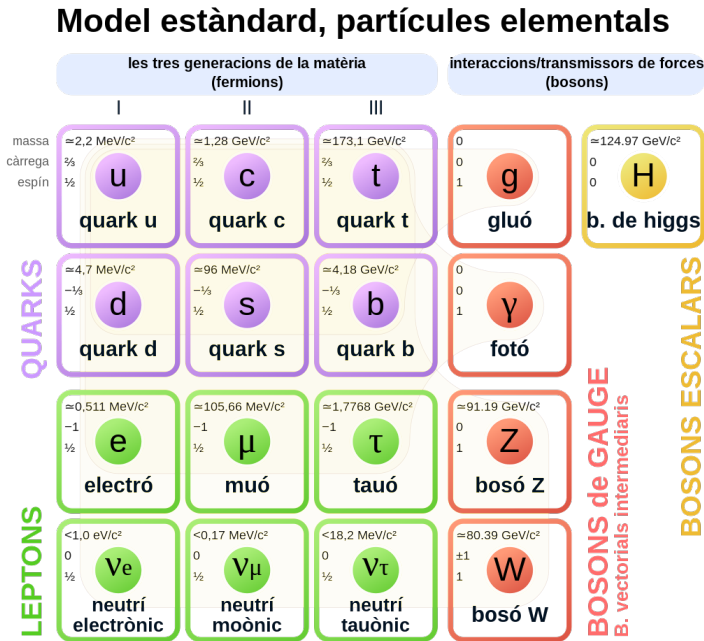 Model estàndard, partícules elementals
les tres generacions de la matèria
(fermions)
interaccions/transmissors de forces
(bosons)
I
II
III
massa
càrrega
espín
≃2,2 MeV/c²
⅔
½
u
quark u
≃1,28 GeV/c²
⅔
½
c
quark c
≃173,1 GeV/c²
⅔
½
t
quark t
0
0
1
g
gluó
≃124.97 GeV/c²
0
0
H
b. de higgs
QUARKS
≃4,7 MeV/c²
−⅓
½
d
quark d
≃96 MeV/c²
−⅓
½
s
quark s
≃4,18 GeV/c²
−⅓
½
b
quark b
0
0
1
γ
fotó
≃0,511 MeV/c²
−1
½
e
electró
≃105,66 MeV/c²
−1
½
μ
muó
≃1,7768 GeV/c²
−1
½
τ
tauó
≃91.19 GeV/c²
0
1
Z
bosó Z
LEPTONS
<1,0 eV/c²
0
½
νe
neutrí
electrònic
<0,17 MeV/c²
0
½
νμ
neutrí
moònic
<18,2 MeV/c²
0
½
ντ
neutrí
tauònic
≃80.39 GeV/c²
±1
1
W
bosó W
BOSONS de GAUGE
B. vectorials intermediaris
BOSONS ESCALARS